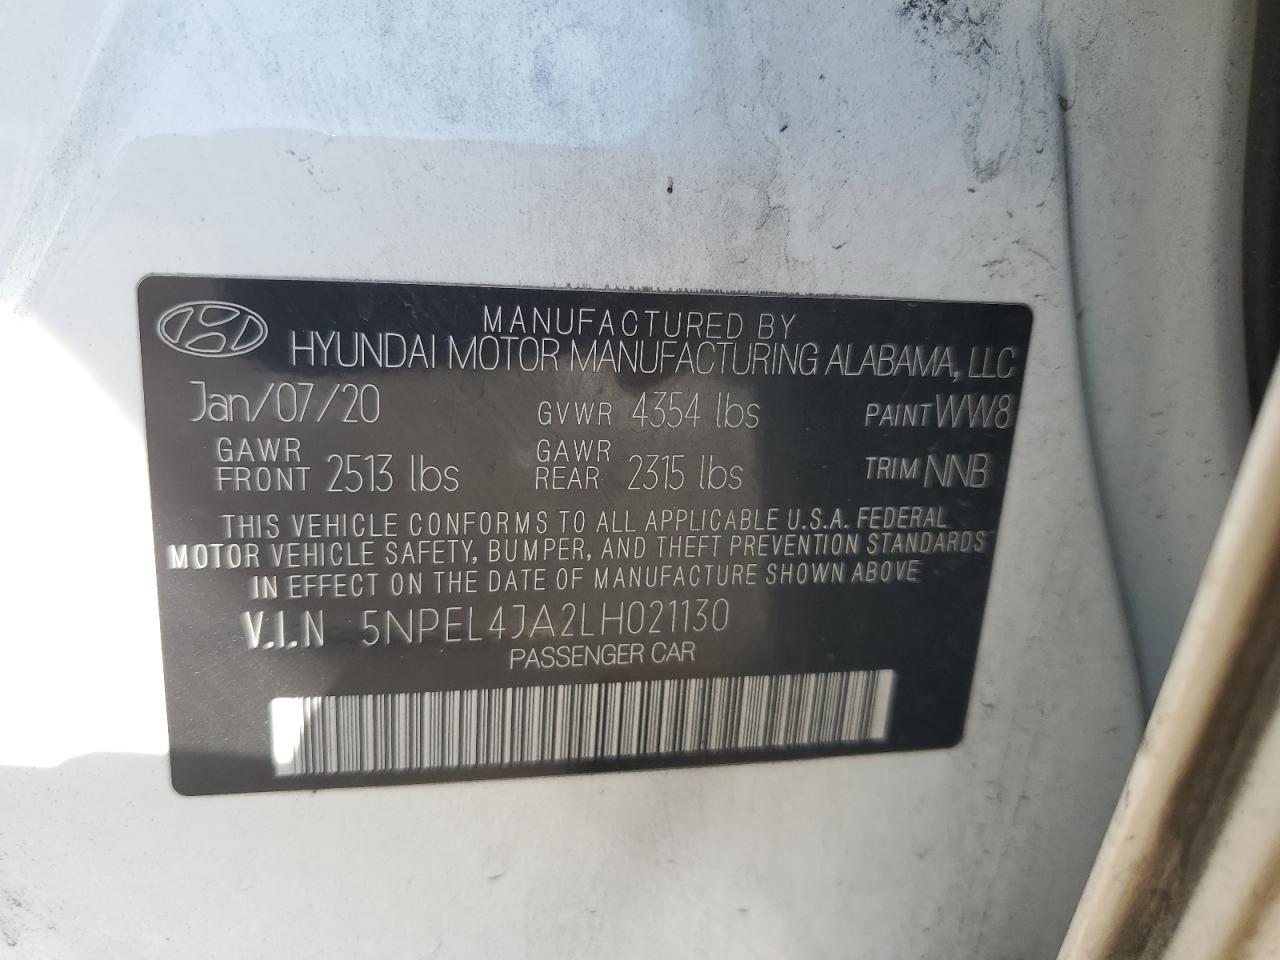 MANUFACTURED BY
HYUNDAI MOTOR MANUFACTURING ALABAMA, LLC
Jan/07/20 GVWR 4354 lbs PAINT WW8
GAWR FRONT 2513 lbs GAWR REAR 2315 lbs TRIM NNB
THIS VEHICLE CONFORMS TO ALL APPLICABLE U.S.A. FEDERAL
MOTOR VEHICLE SAFETY, BUMPER, AND THEFT PREVENTION STANDARDS
IN EFFECT ON THE DATE OF MANUFACTURE SHOWN ABOVE
V.I.N 5NPEL4JA2LH021130
PASSENGER CAR